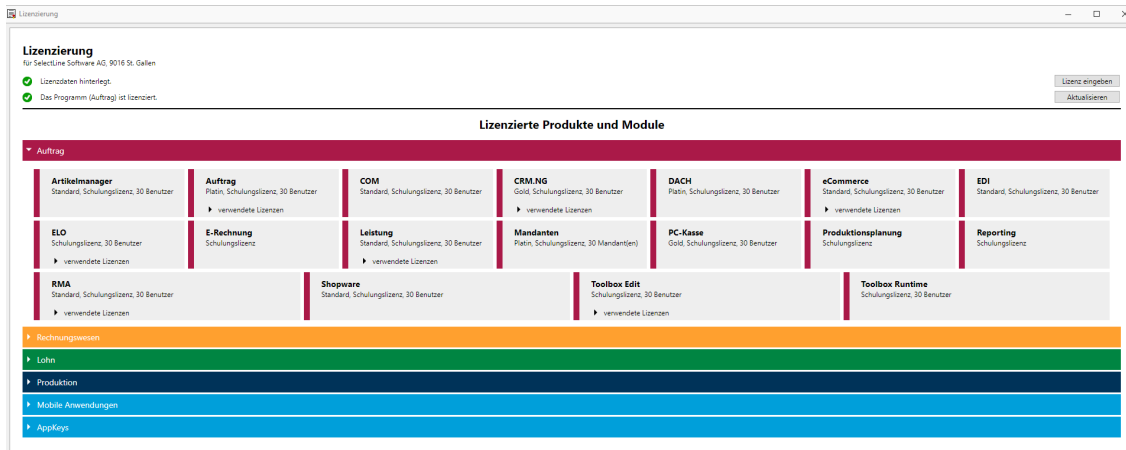 Lizenzierung
Lizenzierung
für SelectLine Software AG, 9016 St. Gallen
Lizenzdaten hinterlegt.
Lizenz eingeben
Das Programm (Auftrag) ist lizenziert.
Aktualisieren
Lizenzierte Produkte und Module
Auftrag
Artikelmanager
Standard, Schulungslizenz, 30 Benutzer
Auftrag
Platin, Schulungslizenz, 30 Benutzer
verwendete Lizenzen
COM
Standard, Schulungslizenz, 30 Benutzer
CRM.NG
Gold, Schulungslizenz, 30 Benutzer
verwendete Lizenzen
DACH
Platin, Schulungslizenz, 30 Benutzer
eCommerce
Standard, Schulungslizenz, 30 Benutzer
verwendete Lizenzen
EDI
Standard, Schulungslizenz, 30 Benutzer
ELO
Schulungslizenz, 30 Benutzer
verwendete Lizenzen
E-Rechnung
Schulungslizenz
Leistung
Standard, Schulungslizenz, 30 Benutzer
verwendete Lizenzen
Mandanten
Platin, Schulungslizenz, 30 Mandant(en)
PC-Kasse
Gold, Schulungslizenz, 30 Benutzer
Produktionsplanung
Schulungslizenz
Reporting
Schulungslizenz
RMA
Standard, Schulungslizenz, 30 Benutzer
verwendete Lizenzen
Shopware
Standard, Schulungslizenz, 30 Benutzer
Toolbox Edit
Schulungslizenz, 30 Benutzer
verwendete Lizenzen
Toolbox Runtime
Schulungslizenz, 30 Benutzer
Rechnungswesen
Lohn
Produktion
Mobile Anwendungen
AppKeys